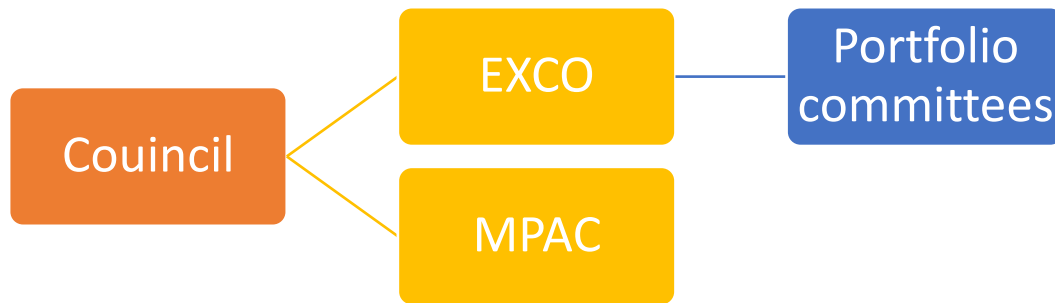 Couincil
EXCO
MPAC
Portfolio
committees